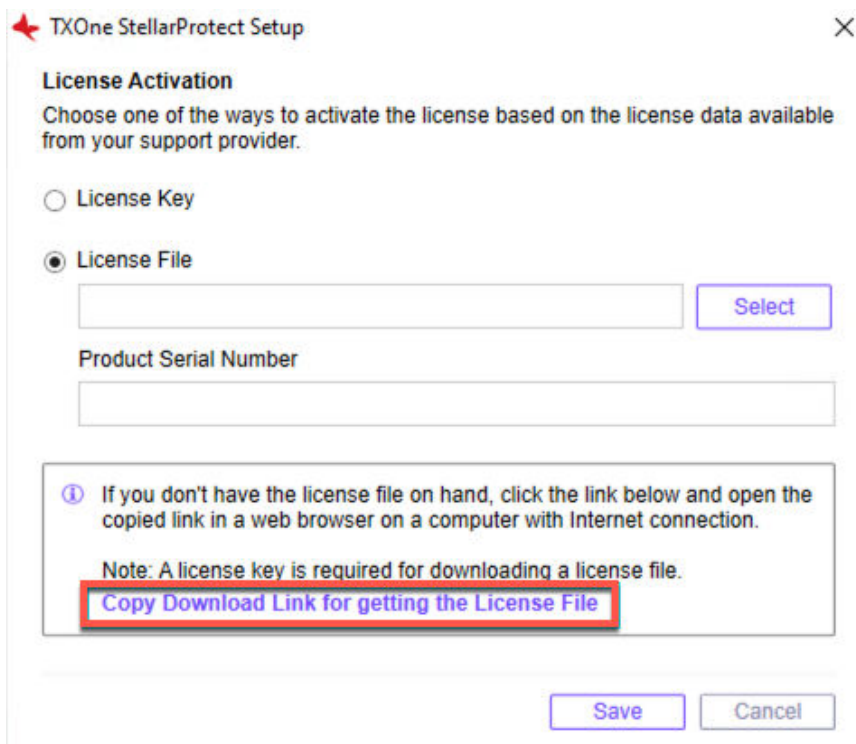 TXOne StellarProtect Setup
License Activation
Choose one of the ways to activate the license based on the license data available
from your support provider.
License Key
License File
Select
Product Serial Number
If you don't have the license file on hand, click the link below and open the
copied link in a web browser on a computer with Internet connection.
Note: A license key is required for downloading a license file.
Copy Download Link for getting the License File
Save
Cancel